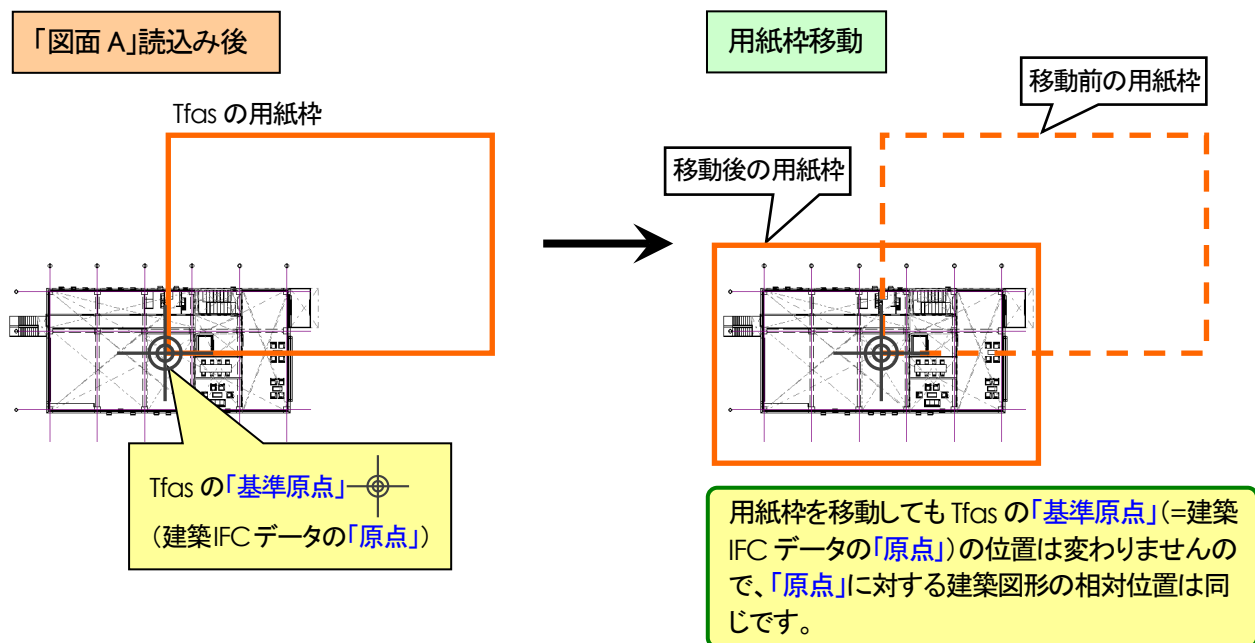 「図面 A」読込み後
Tfas の用紙枠
Tfas の「基準原点」
(建築IFC データの「原点」)
用紙枠移動
移動前の用紙枠
移動後の用紙枠
用紙枠を移動しても Tfas の「基準原点」(=建築
IFC データの「原点」)の位置は変わりませんの
で、「原点」に対する建築図形の相対位置は同
じです。